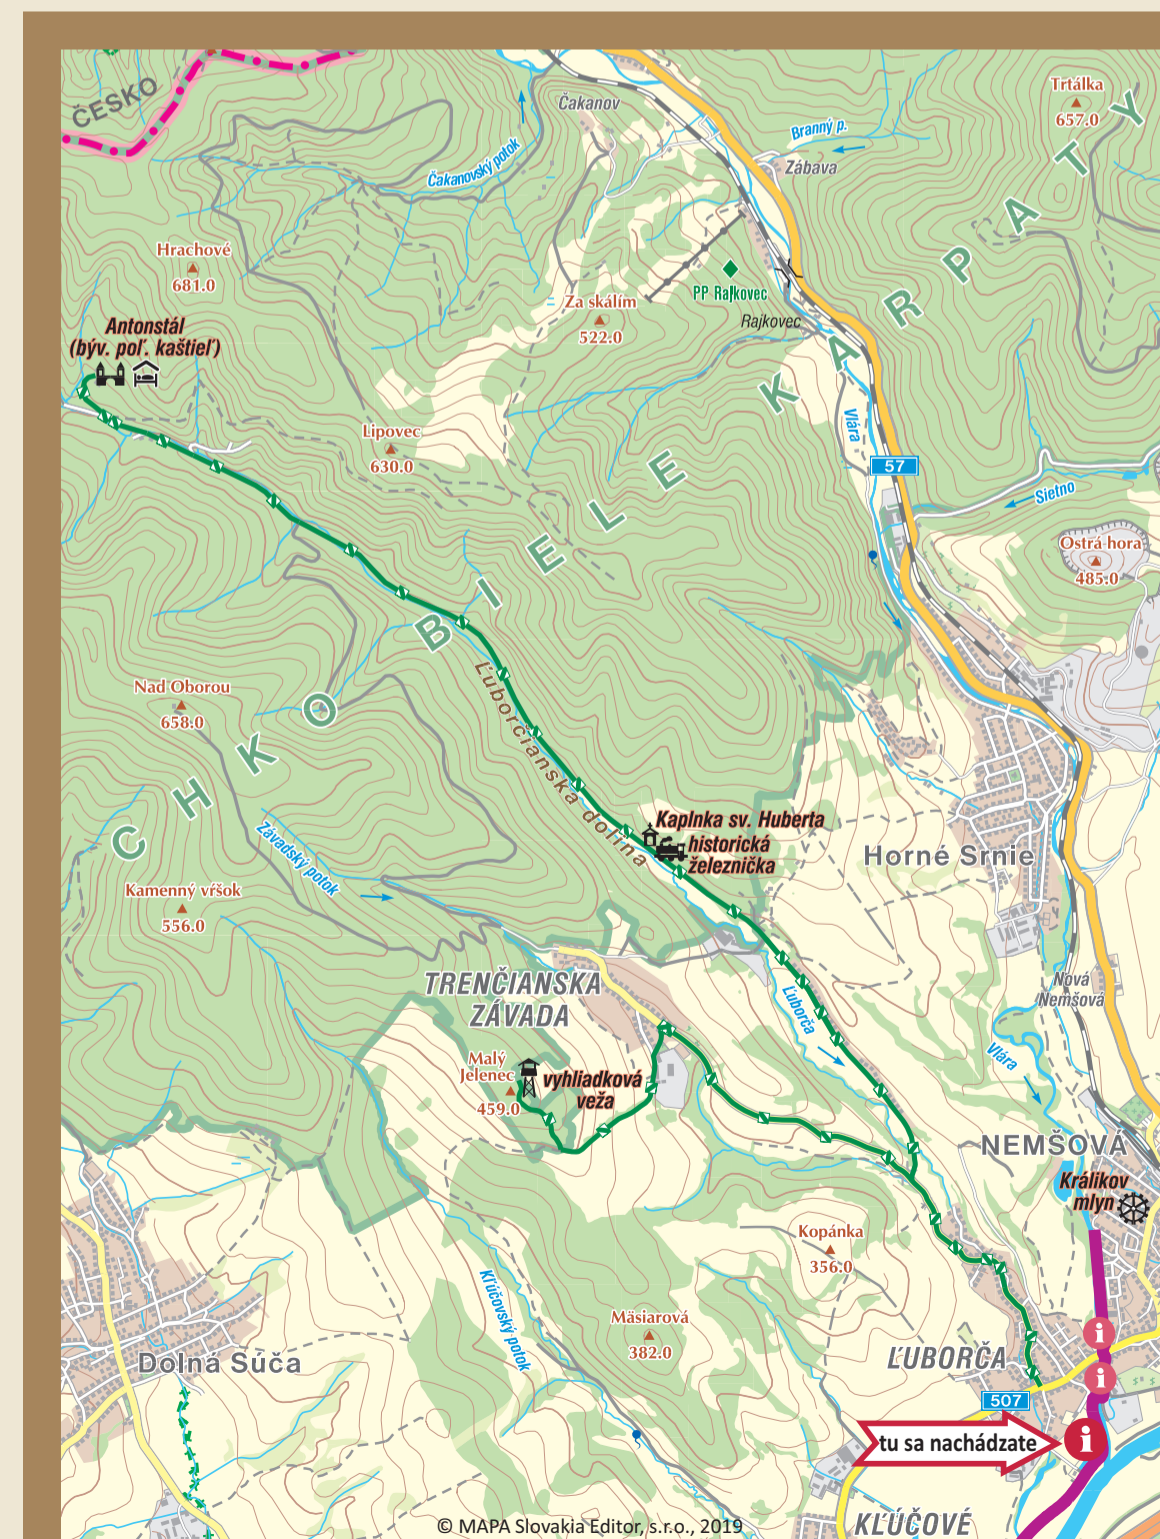 ČESKO
Čakanov
Čakanovský potok
Branný p.
Zábava
Trtálka
657.0
Hrachové
681.0
PP Rajkovec
Rajkovec
Za skálím
522.0
Antonstál
(býv. poľ. kaštieľ)
Lipovec
630.0
Vlára
57
Sietno
Ostrá hora
485.0
CHKO BIELE KARPATY
Nad Oborou
658.0
Ľuborčianska dolina
Závadský potok
Kaplnka sv. Huberta
historická
železnička
Horné Srnie
Kamenný vŕšok
556.0
TRENČIANSKA
ZÁVADA
Nová
Nemšová
Ľuborča
Vlára
Malý
Jelenec
459.0
vyhliadková
veža
NEMŠOVÁ
Králikov
mlyn
Kopánka
356.0
Kľúčovský potok
Mäsiarová
382.0
Dolná Súča
ĽUBORČA
507
i
i
tu sa nachádzate
i
KĽÚČOVÉ
© MAPA Slovakia Editor, s.r.o., 2019